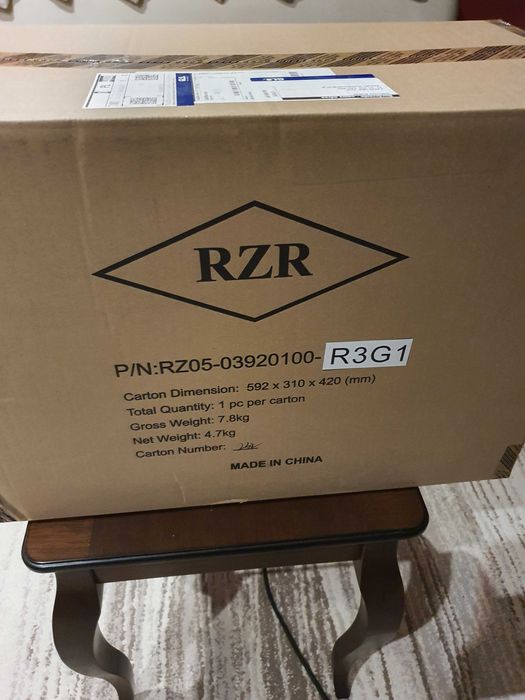 GLS
RZR
P/N:RZ05-03920100-R3G1
Carton Dimension: 592 x 310 x 420 (mm)
Total Quantity: 1 pc per carton
Gross Weight: 7.8kg
Net Weight: 4.7kg
Carton Number:
MADE IN CHINA